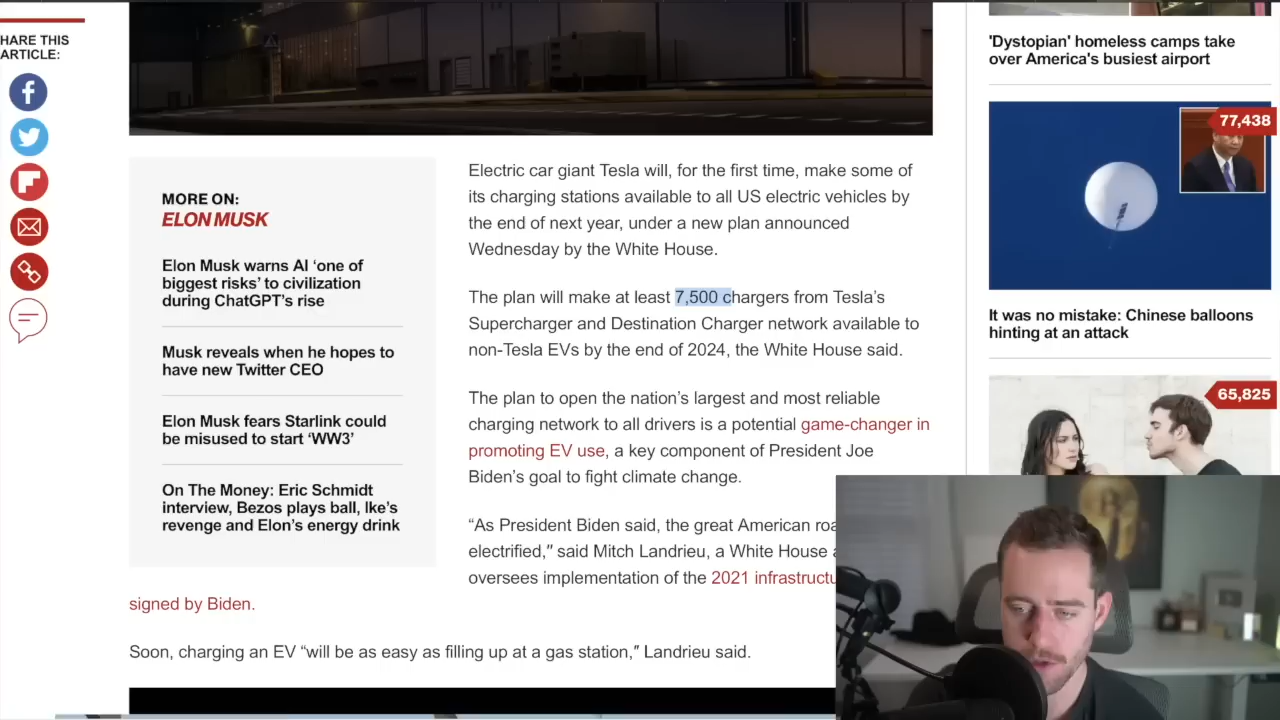 HARE THIS
ARTICLE:
MORE ON:
ELON MUSK
Elon Musk warns AI ‘one of
biggest risks’ to civilization
during ChatGPT’s rise
Musk reveals when he hopes to
have new Twitter CEO
Elon Musk fears Starlink could
be misused to start ‘WW3’
On The Money: Eric Schmidt
interview, Bezos plays ball, Ike’s
revenge and Elon’s energy drink
Electric car giant Tesla will, for the first time, make some of
its charging stations available to all US electric vehicles by
the end of next year, under a new plan announced
Wednesday by the White House.
The plan will make at least 7,500 chargers from Tesla’s
Supercharger and Destination Charger network available to
non-Tesla EVs by the end of 2024, the White House said.
The plan to open the nation’s largest and most reliable
charging network to all drivers is a potential game-changer in
promoting EV use, a key component of President Joe
Biden’s goal to fight climate change.
“As President Biden said, the great American roa
electrified,” said Mitch Landrieu, a White House
oversees implementation of the 2021 infrastructu
signed by Biden.
Soon, charging an EV “will be as easy as filling up at a gas station,” Landrieu said.
'Dystopian' homeless camps take
over America's busiest airport
77,438
It was no mistake: Chinese balloons
hinting at an attack
65,825